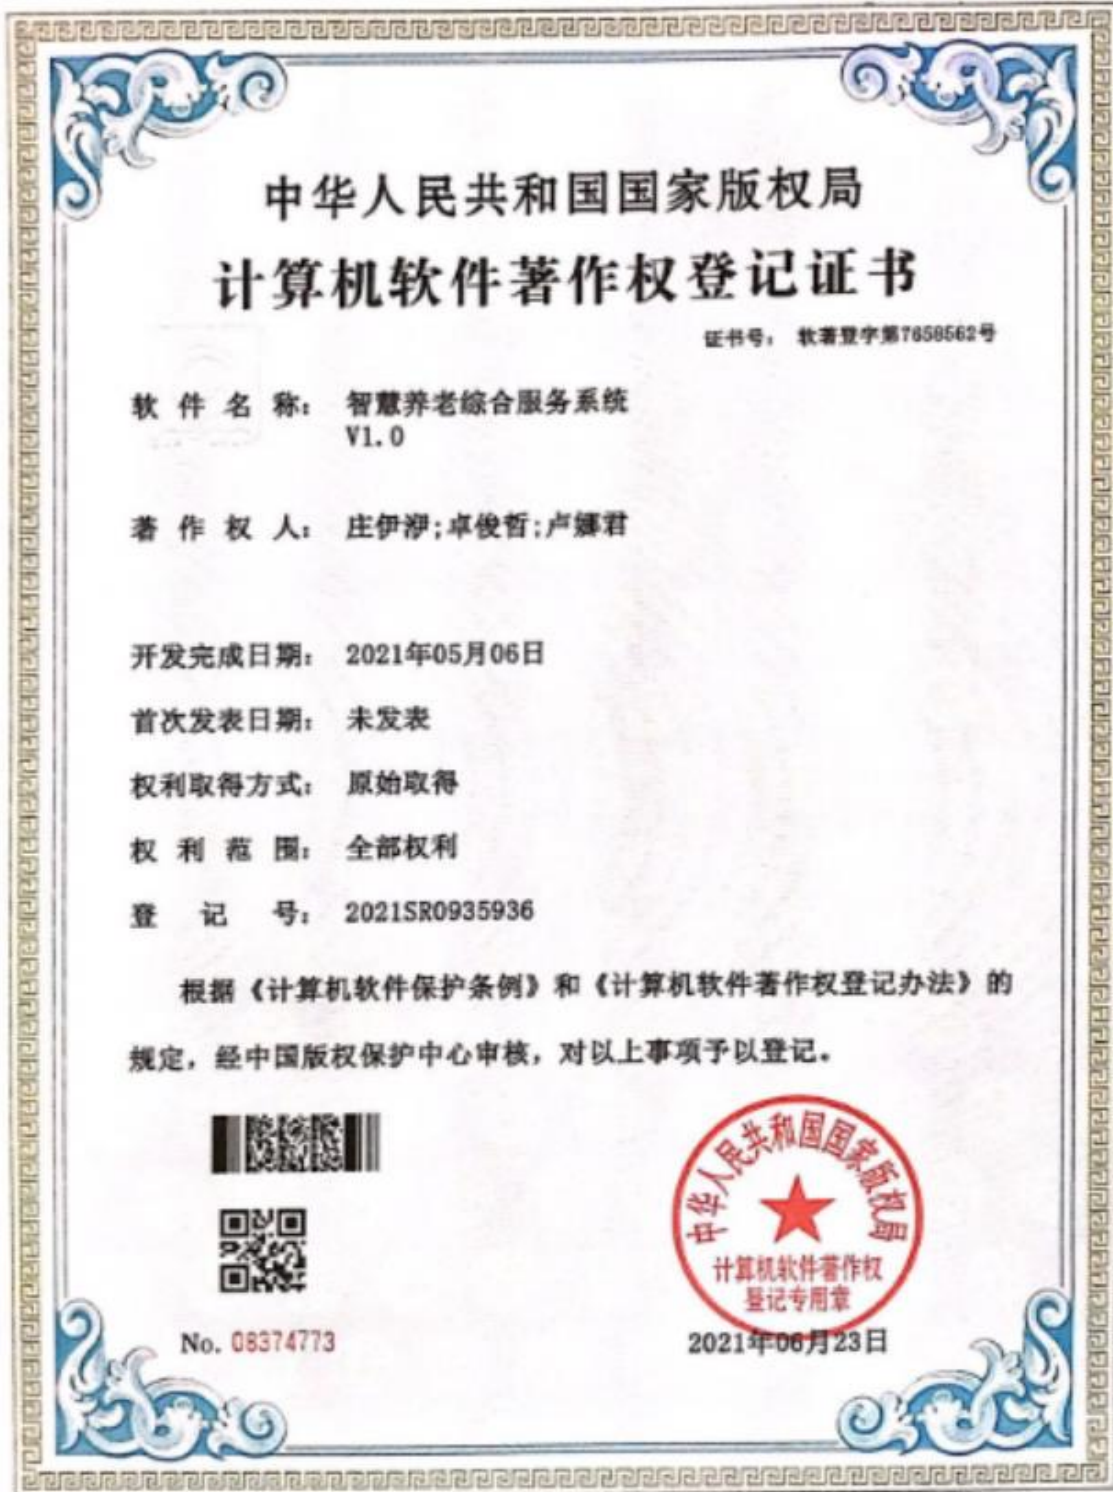 中华人民共和国国家版权局
计算机软件著作权登记证书
证书号： 软著登字第7658562号
软件名称： 智慧养老综合服务系统
V1.0
著作权人： 庄伊洢;卓俊哲;卢娜君
开发完成日期： 2021年05月06日
首次发表日期： 未发表
权利取得方式： 原始取得
权利范围： 全部权利
登记号： 2021SR0935936
根据《计算机软件保护条例》和《计算机软件著作权登记办法》的
规定，经中国版权保护中心审核，对以上事项予以登记。
中华人民共和国国家版权局
计算机软件著作权
登记专用章
No. 08374773
2021年06月23日